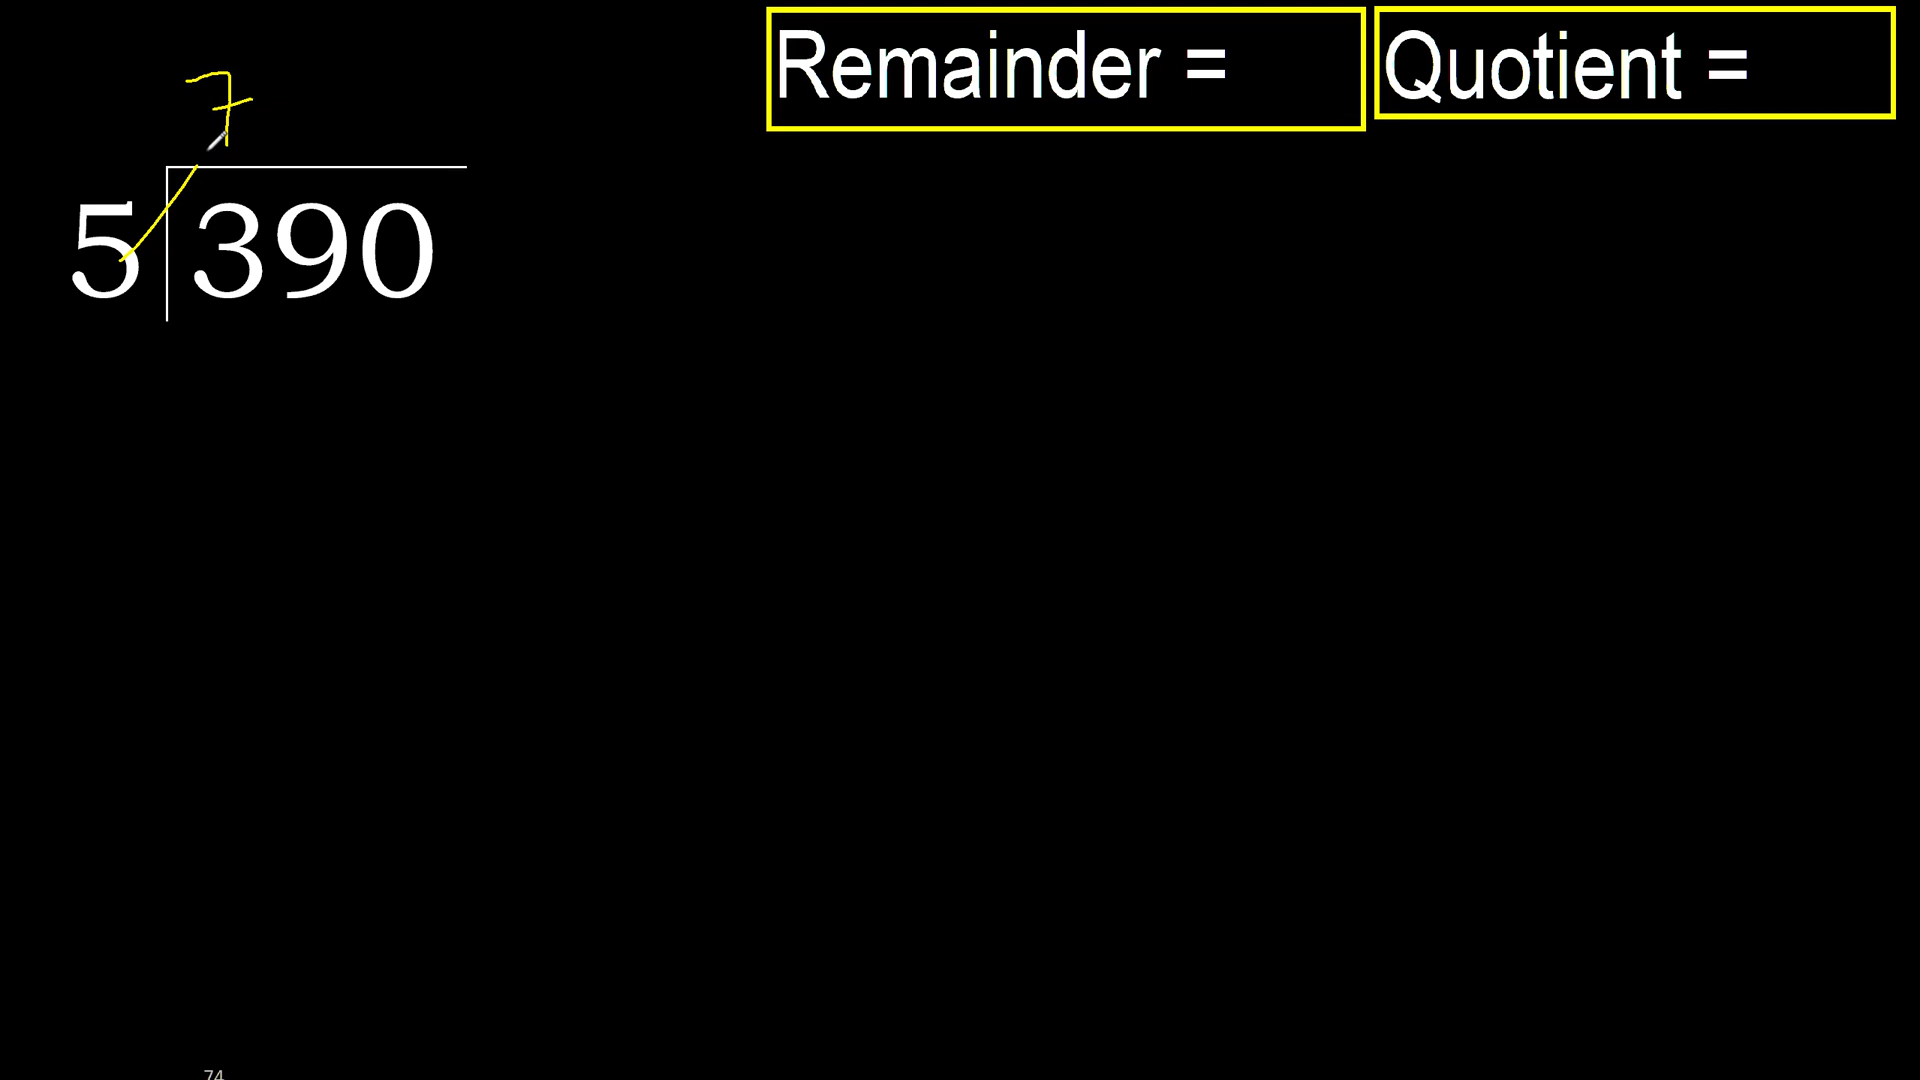 Remainder = Quotient =
7
5 390
74